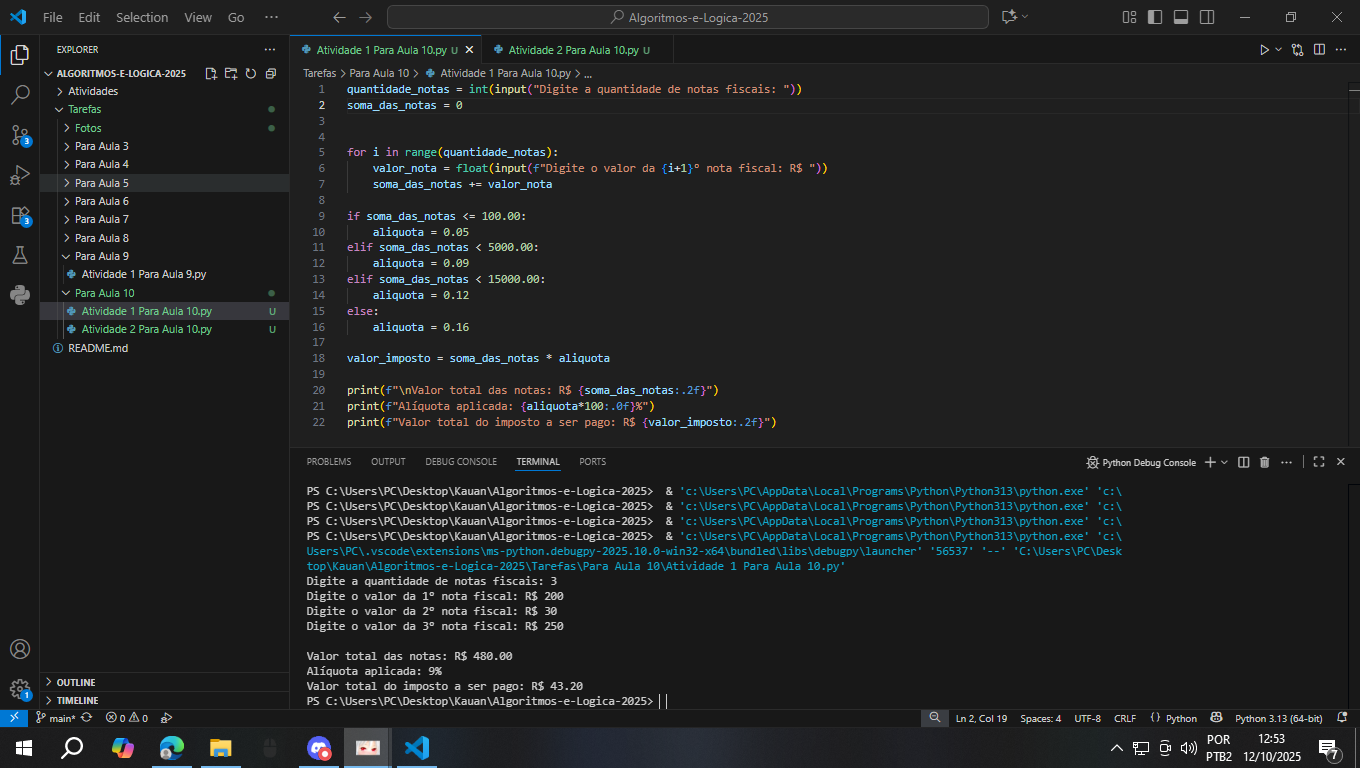 File Edit Selection View Go ··· Algoritmos-e-Logica-2025
EXPLORER ···
Atividade 1 Para Aula 10.py U
Atividade 2 Para Aula 10.py U
ALGORITMOS-E-LOGICA-2025
Atividades
Tarefas
Fotos
Para Aula 3
Para Aula 4
Para Aula 5
Para Aula 6
Para Aula 7
Para Aula 8
Para Aula 9
Atividade 1 Para Aula 9.py
Para Aula 10
Atividade 1 Para Aula 10.py U
Atividade 2 Para Aula 10.py U
README.md
OUTLINE
TIMELINE
3
3
1
Tarefas > Para Aula 10 > Atividade 1 Para Aula 10.py > ...
1 quantidade_notas = int(input("Digite a quantidade de notas fiscais: "))
2 soma_das_notas = 0
3
4
5 for i in range(quantidade_notas):
6 valor_nota = float(input(f"Digite o valor da {i+1}º nota fiscal: R$ "))
7 soma_das_notas += valor_nota
8
9 if soma_das_notas <= 100.00:
10 aliquota = 0.05
11 elif soma_das_notas < 5000.00:
12 aliquota = 0.09
13 elif soma_das_notas < 15000.00:
14 aliquota = 0.12
15 else:
16 aliquota = 0.16
17
18 valor_imposto = soma_das_notas * aliquota
19
20 print(f"\nValor total das notas: R$ {soma_das_notas:.2f}")
21 print(f"Alíquota aplicada: {aliquota*100:.0f}%")
22 print(f"Valor total do imposto a ser pago: R$ {valor_imposto:.2f}")
PROBLEMS OUTPUT DEBUG CONSOLE TERMINAL PORTS Python Debug Console
PS C:\Users\PC\Desktop\Kauan\Algoritmos-e-Logica-2025> & 'c:\Users\PC\AppData\Local\Programs\Python\Python313\python.exe' 'c:\
PS C:\Users\PC\Desktop\Kauan\Algoritmos-e-Logica-2025> & 'c:\Users\PC\AppData\Local\Programs\Python\Python313\python.exe' 'c:\
PS C:\Users\PC\Desktop\Kauan\Algoritmos-e-Logica-2025> & 'c:\Users\PC\AppData\Local\Programs\Python\Python313\python.exe' 'c:\
PS C:\Users\PC\Desktop\Kauan\Algoritmos-e-Logica-2025> & 'c:\Users\PC\AppData\Local\Programs\Python\Python313\python.exe' 'c:\
Users\PC\.vscode\extensions\ms-python.debugpy-2025.10.0-win32-x64\bundled\libs\debugpy\launcher' '56537' '--' 'C:\Users\PC\Desk
top\Kauan\Algoritmos-e-Logica-2025\Tarefas\Para Aula 10\Atividade 1 Para Aula 10.py'
Digite a quantidade de notas fiscais: 3
Digite o valor da 1º nota fiscal: R$ 200
Digite o valor da 2º nota fiscal: R$ 30
Digite o valor da 3º nota fiscal: R$ 250

Valor total das notas: R$ 480.00
Alíquota aplicada: 9%
Valor total do imposto a ser pago: R$ 43.20
PS C:\Users\PC\Desktop\Kauan\Algoritmos-e-Logica-2025>
main* 0 0 Ln 2, Col 19 Spaces: 4 UTF-8 CRLF Python Python 3.13 (64-bit)
POR 12:53
PTB2 12/10/2025 7